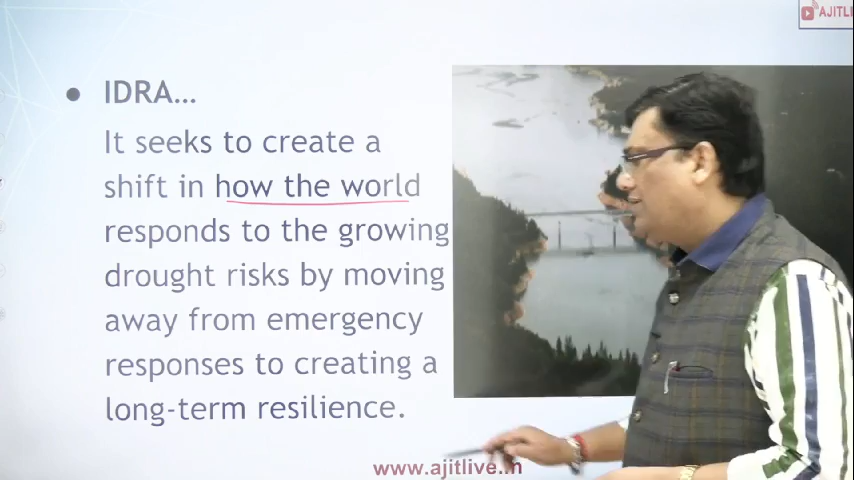 AJITLI
IDRA...
It seeks to create a
shift in how the world
responds to the growing
drought risks by moving
away from emergency
responses to creating a
long-term resilience.
www.ajitlive.in